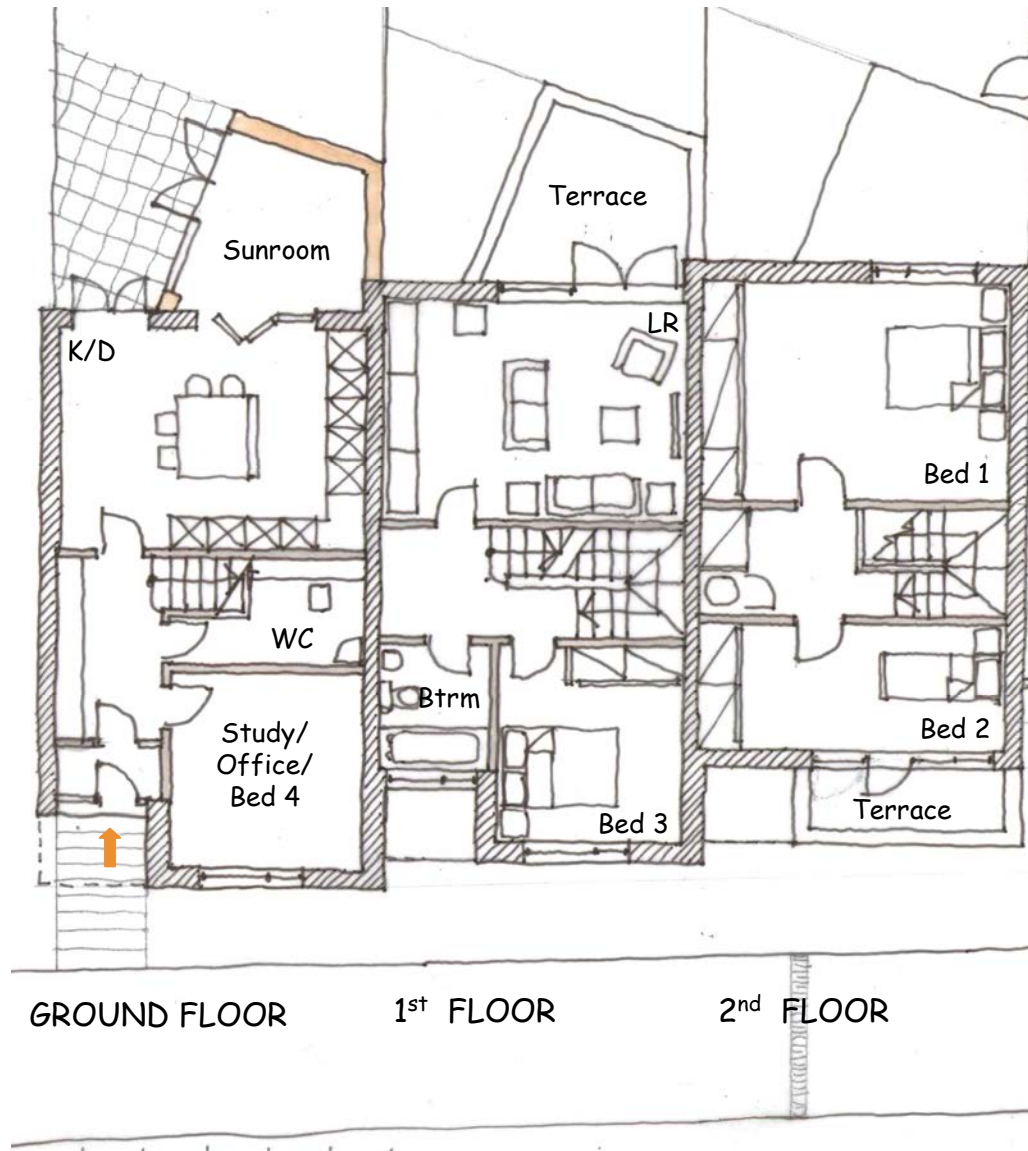 Terrace
Sunroom
K/D
LR
Bed 1
WC
Btrm
Study/
Office/
Bed 4
Bed 3
Bed 2
Terrace
GROUND FLOOR
1st FLOOR
2nd FLOOR